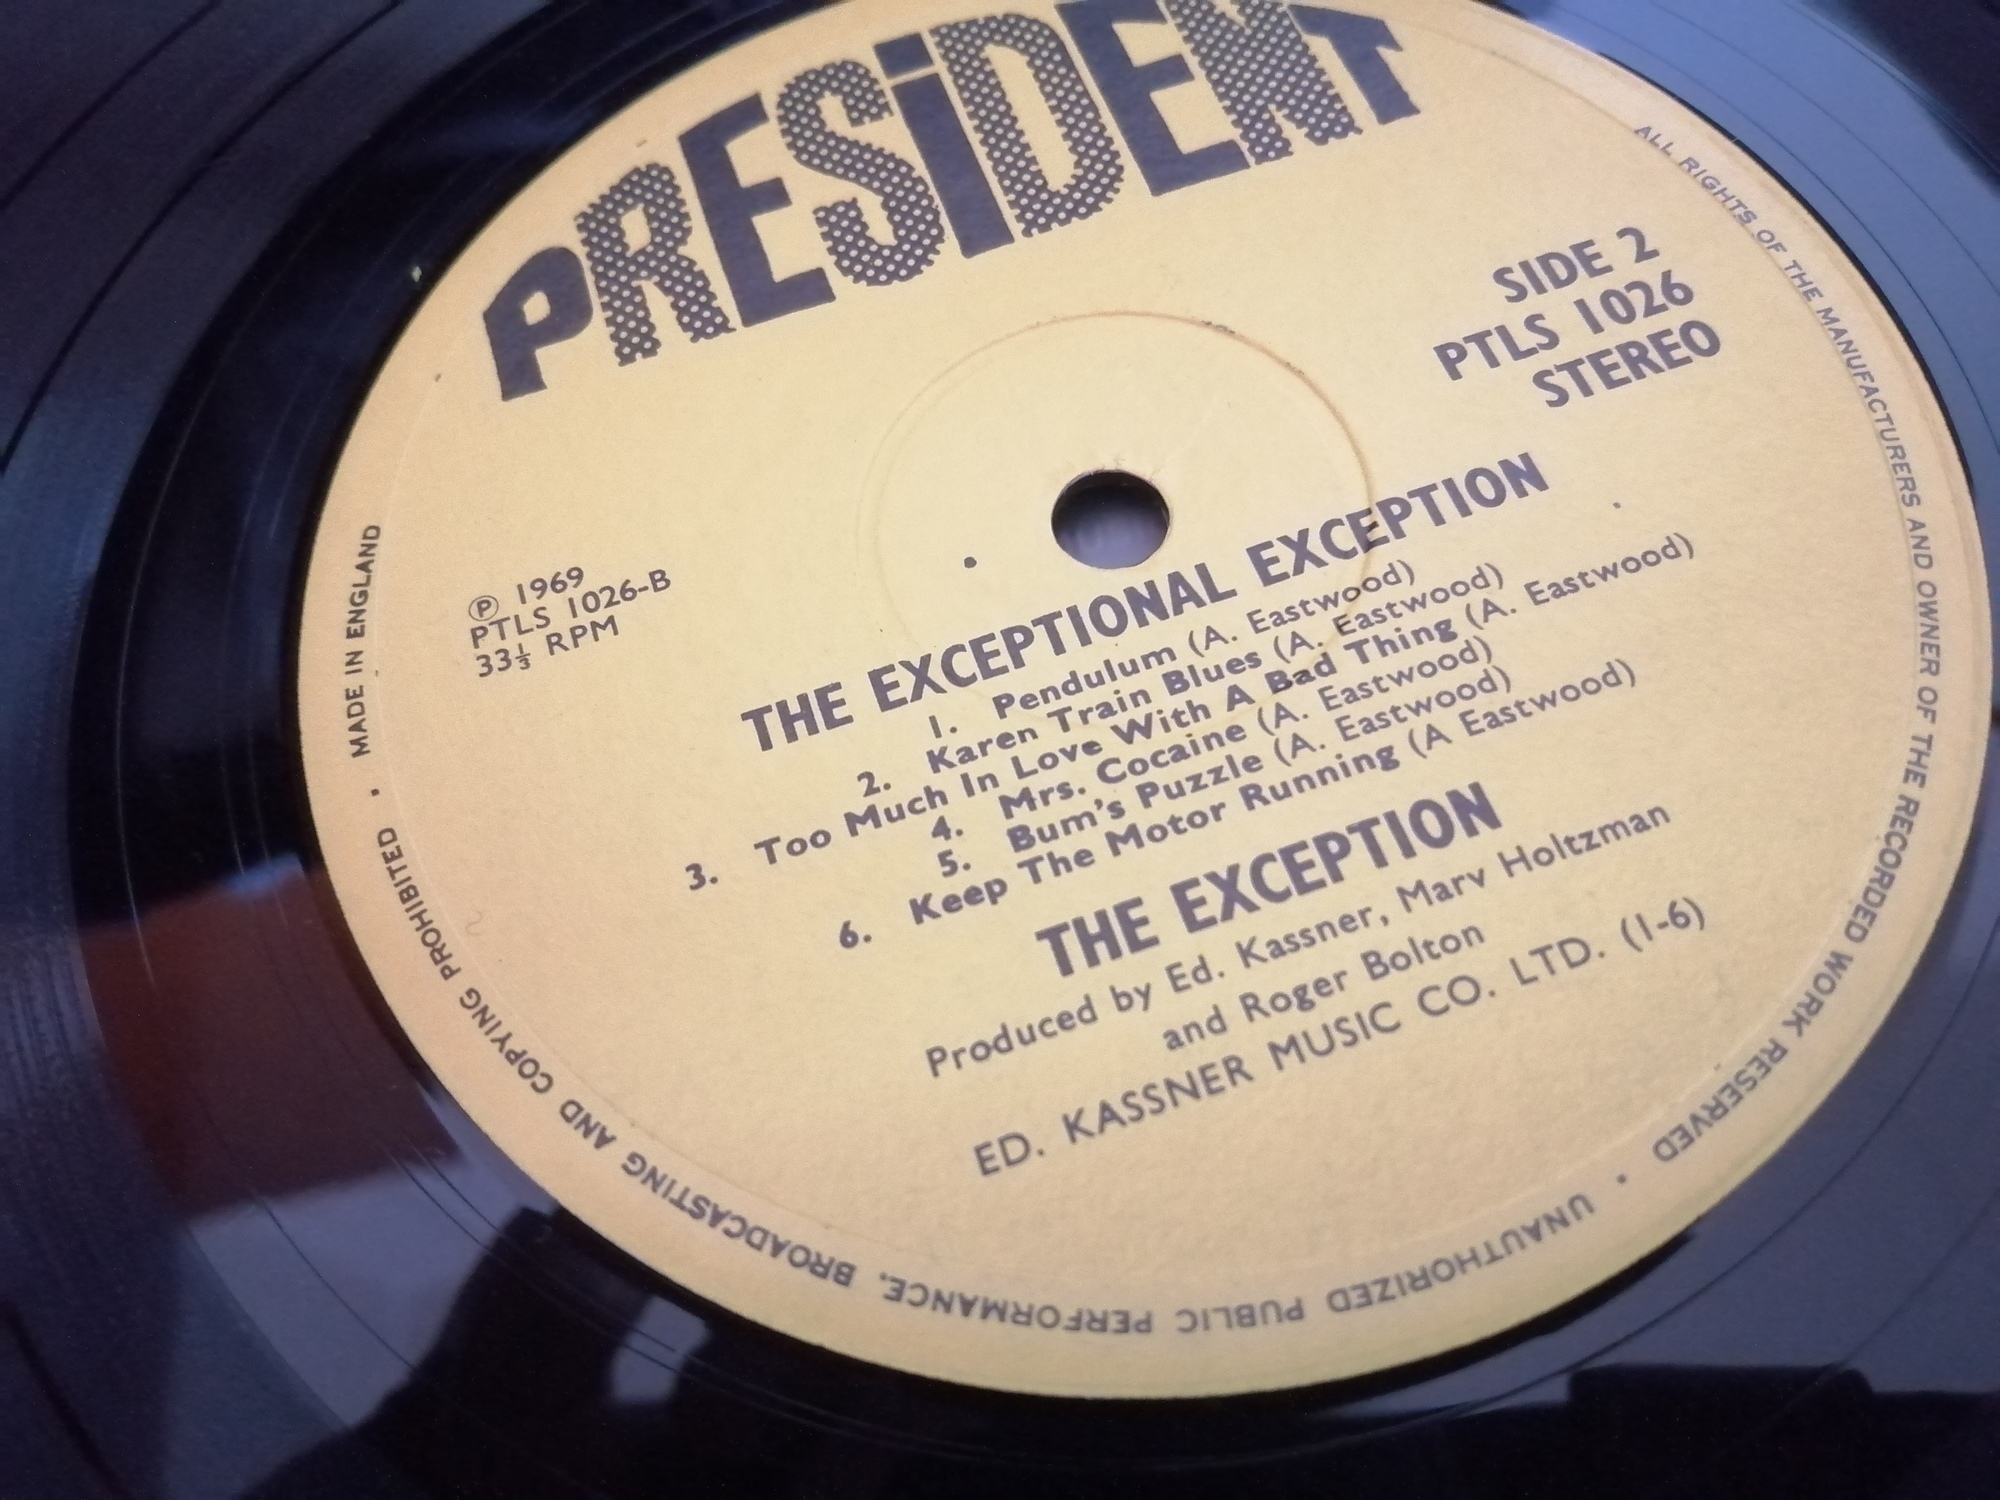 PRESiDENT
SIDE 2
PTLS 1026
STEREO
Ⓟ 1969
PTLS 1026-B
33⅓ RPM
THE EXCEPTIONAL EXCEPTION
1. Pendulum (A. Eastwood)
2. Karen Train Blues (A. Eastwood)
3. Too Much In Love With A Bad Thing (A. Eastwood)
4. Mrs. Cocaine (A. Eastwood)
5. Bum's Puzzle (A. Eastwood)
6. Keep The Motor Running (A Eastwood)
THE EXCEPTION
Produced by Ed. Kassner, Marv Holtzman
and Roger Bolton
ED. KASSNER MUSIC CO. LTD. (1-6)
ALL RIGHTS OF THE MANUFACTURERS AND OWNER OF THE RECORDED WORK RESERVED • UNAUTHORIZED PUBLIC PERFORMANCE, BROADCASTING AND COPYING PROHIBITED • MADE IN ENGLAND